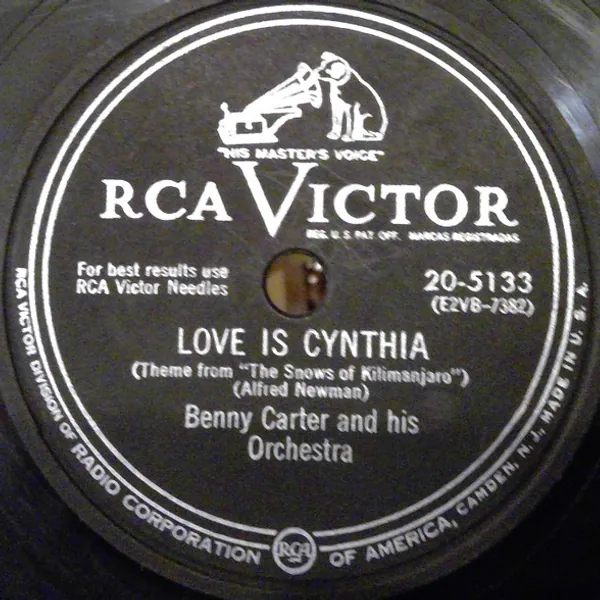 "HIS MASTER'S VOICE"
RCA VICTOR
REG. U.S. PAT. OFF. MARCAS REGISTRADAS
For best results use
RCA Victor Needles
20-5133
(E2VB-7382)
LOVE IS CYNTHIA
(Theme from "The Snows of Kilimanjaro")
(Alfred Newman)
Benny Carter and his
Orchestra
RCA VICTOR DIVISION OF RADIO CORPORATION OF AMERICA, CAMDEN, N. J., MADE IN U. S. A.
RCA